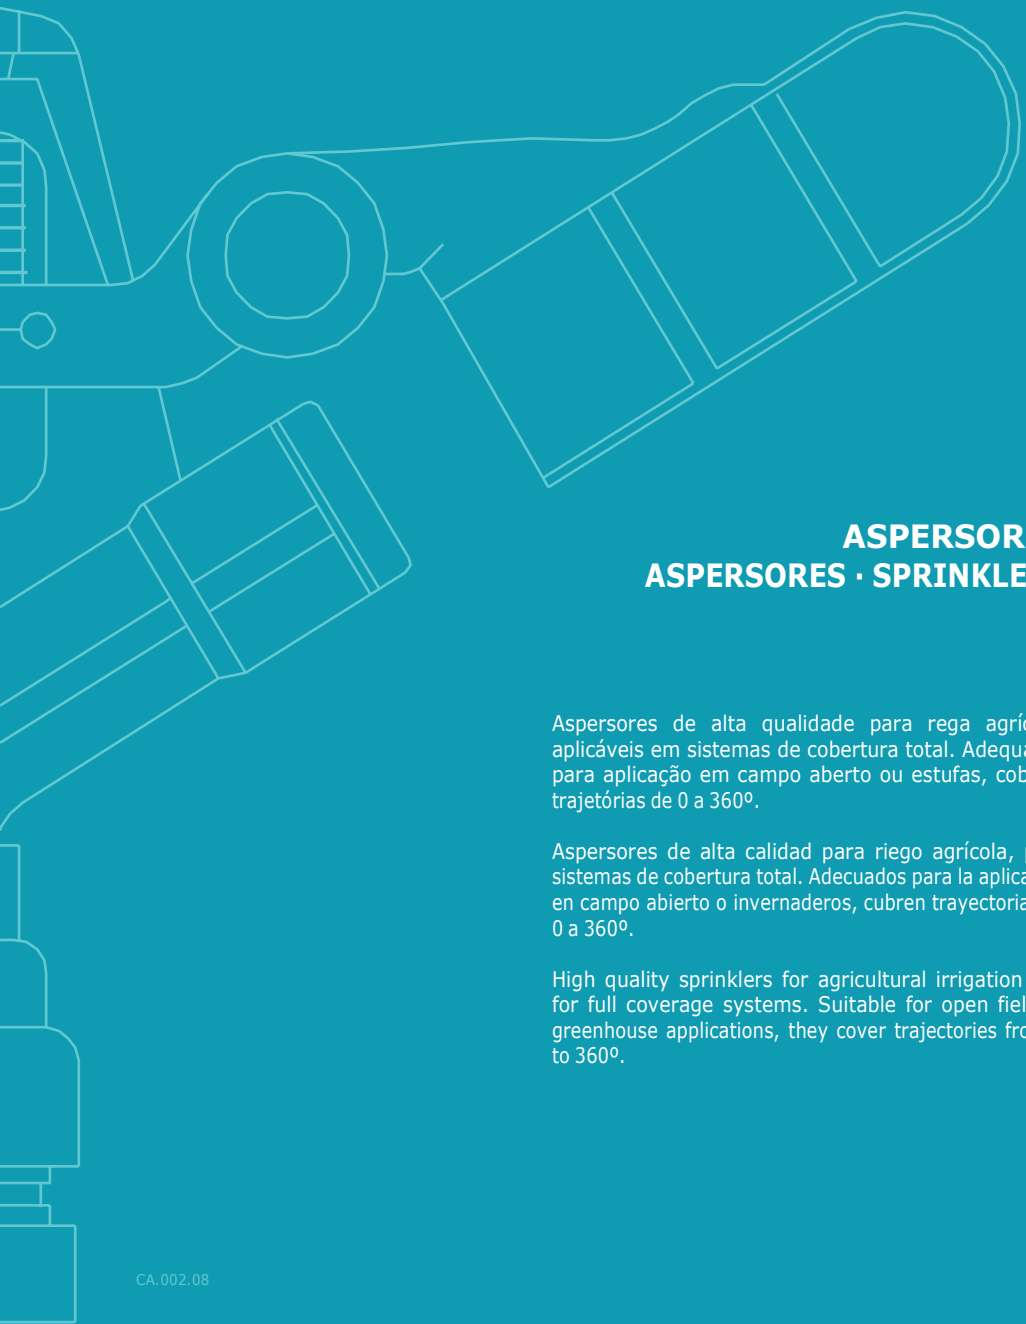 ASPERSOR
ASPERSORES · SPRINKLE
Aspersores de alta qualidade para rega agríc
aplicáveis em sistemas de cobertura total. Adequa
para aplicação em campo aberto ou estufas, cob
trajetórias de 0 a 360º.
Aspersores de alta calidad para riego agrícola,
sistemas de cobertura total. Adecuados para la aplica
en campo abierto o invernaderos, cubren trayectoria
0 a 360º.
High quality sprinklers for agricultural irrigation
for full coverage systems. Suitable for open fiel
greenhouse applications, they cover trajectories fro
to 360º.
CA.002.08